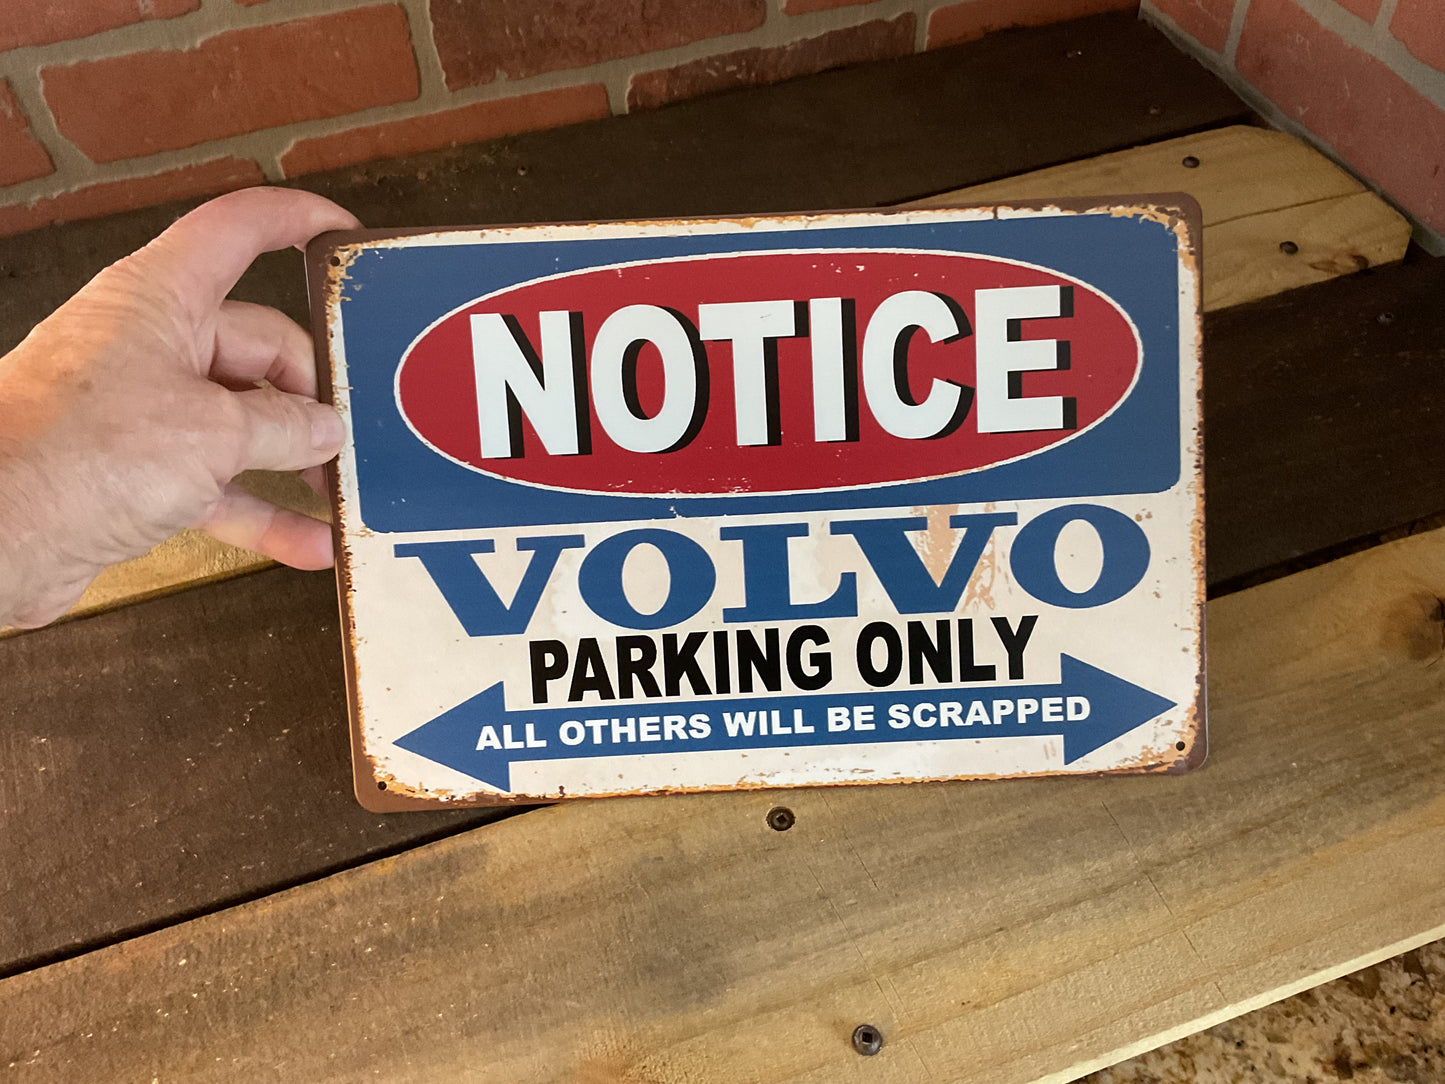 NOTICE
VOLVO
PARKING ONLY
ALL OTHERS WILL BE SCRAPPED